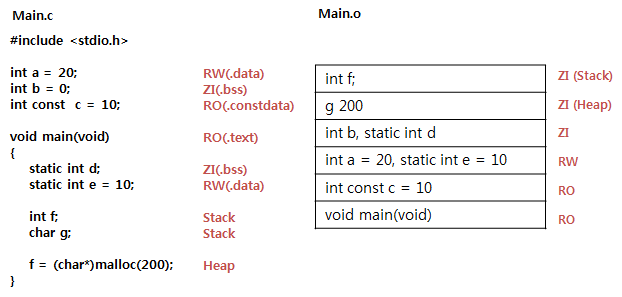 Main.c
#include <stdio.h>
int a = 20; RW(.data)
int b = 0; ZI(.bss)
int const c = 10; RO(.constdata)
void main(void) RO(.text)
{
static int d; ZI(.bss)
static int e = 10; RW(.data)
int f; Stack
char g; Stack
f = (char*)malloc(200); Heap
}
Main.o
int f; ZI (Stack)
g 200 ZI (Heap)
int b, static int d ZI
int a = 20, static int e = 10 RW
int const c = 10 RO
void main(void) RO